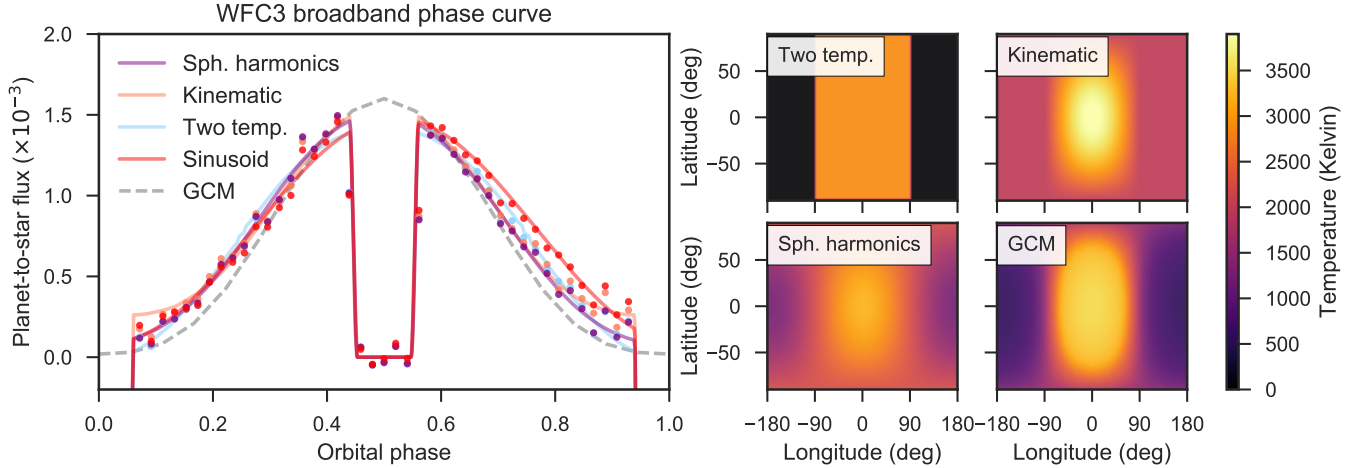 WFC3 broadband phase curve
Planet-to-star flux (×10⁻³)
2.0
1.5
1.0
0.5
0.0
Sph. harmonics
Kinematic
Two temp.
Sinusoid
GCM
0.0 0.2 0.4 0.6 0.8 1.0
Orbital phase
Latitude (deg)
50
0
−50
Two temp.
Kinematic
Latitude (deg)
50
0
−50
Sph. harmonics
GCM
−180 −90 0 90 180
Longitude (deg)
−180 −90 0 90 180
Longitude (deg)
3500
3000
2500
2000
1500
1000
500
0
Temperature (Kelvin)